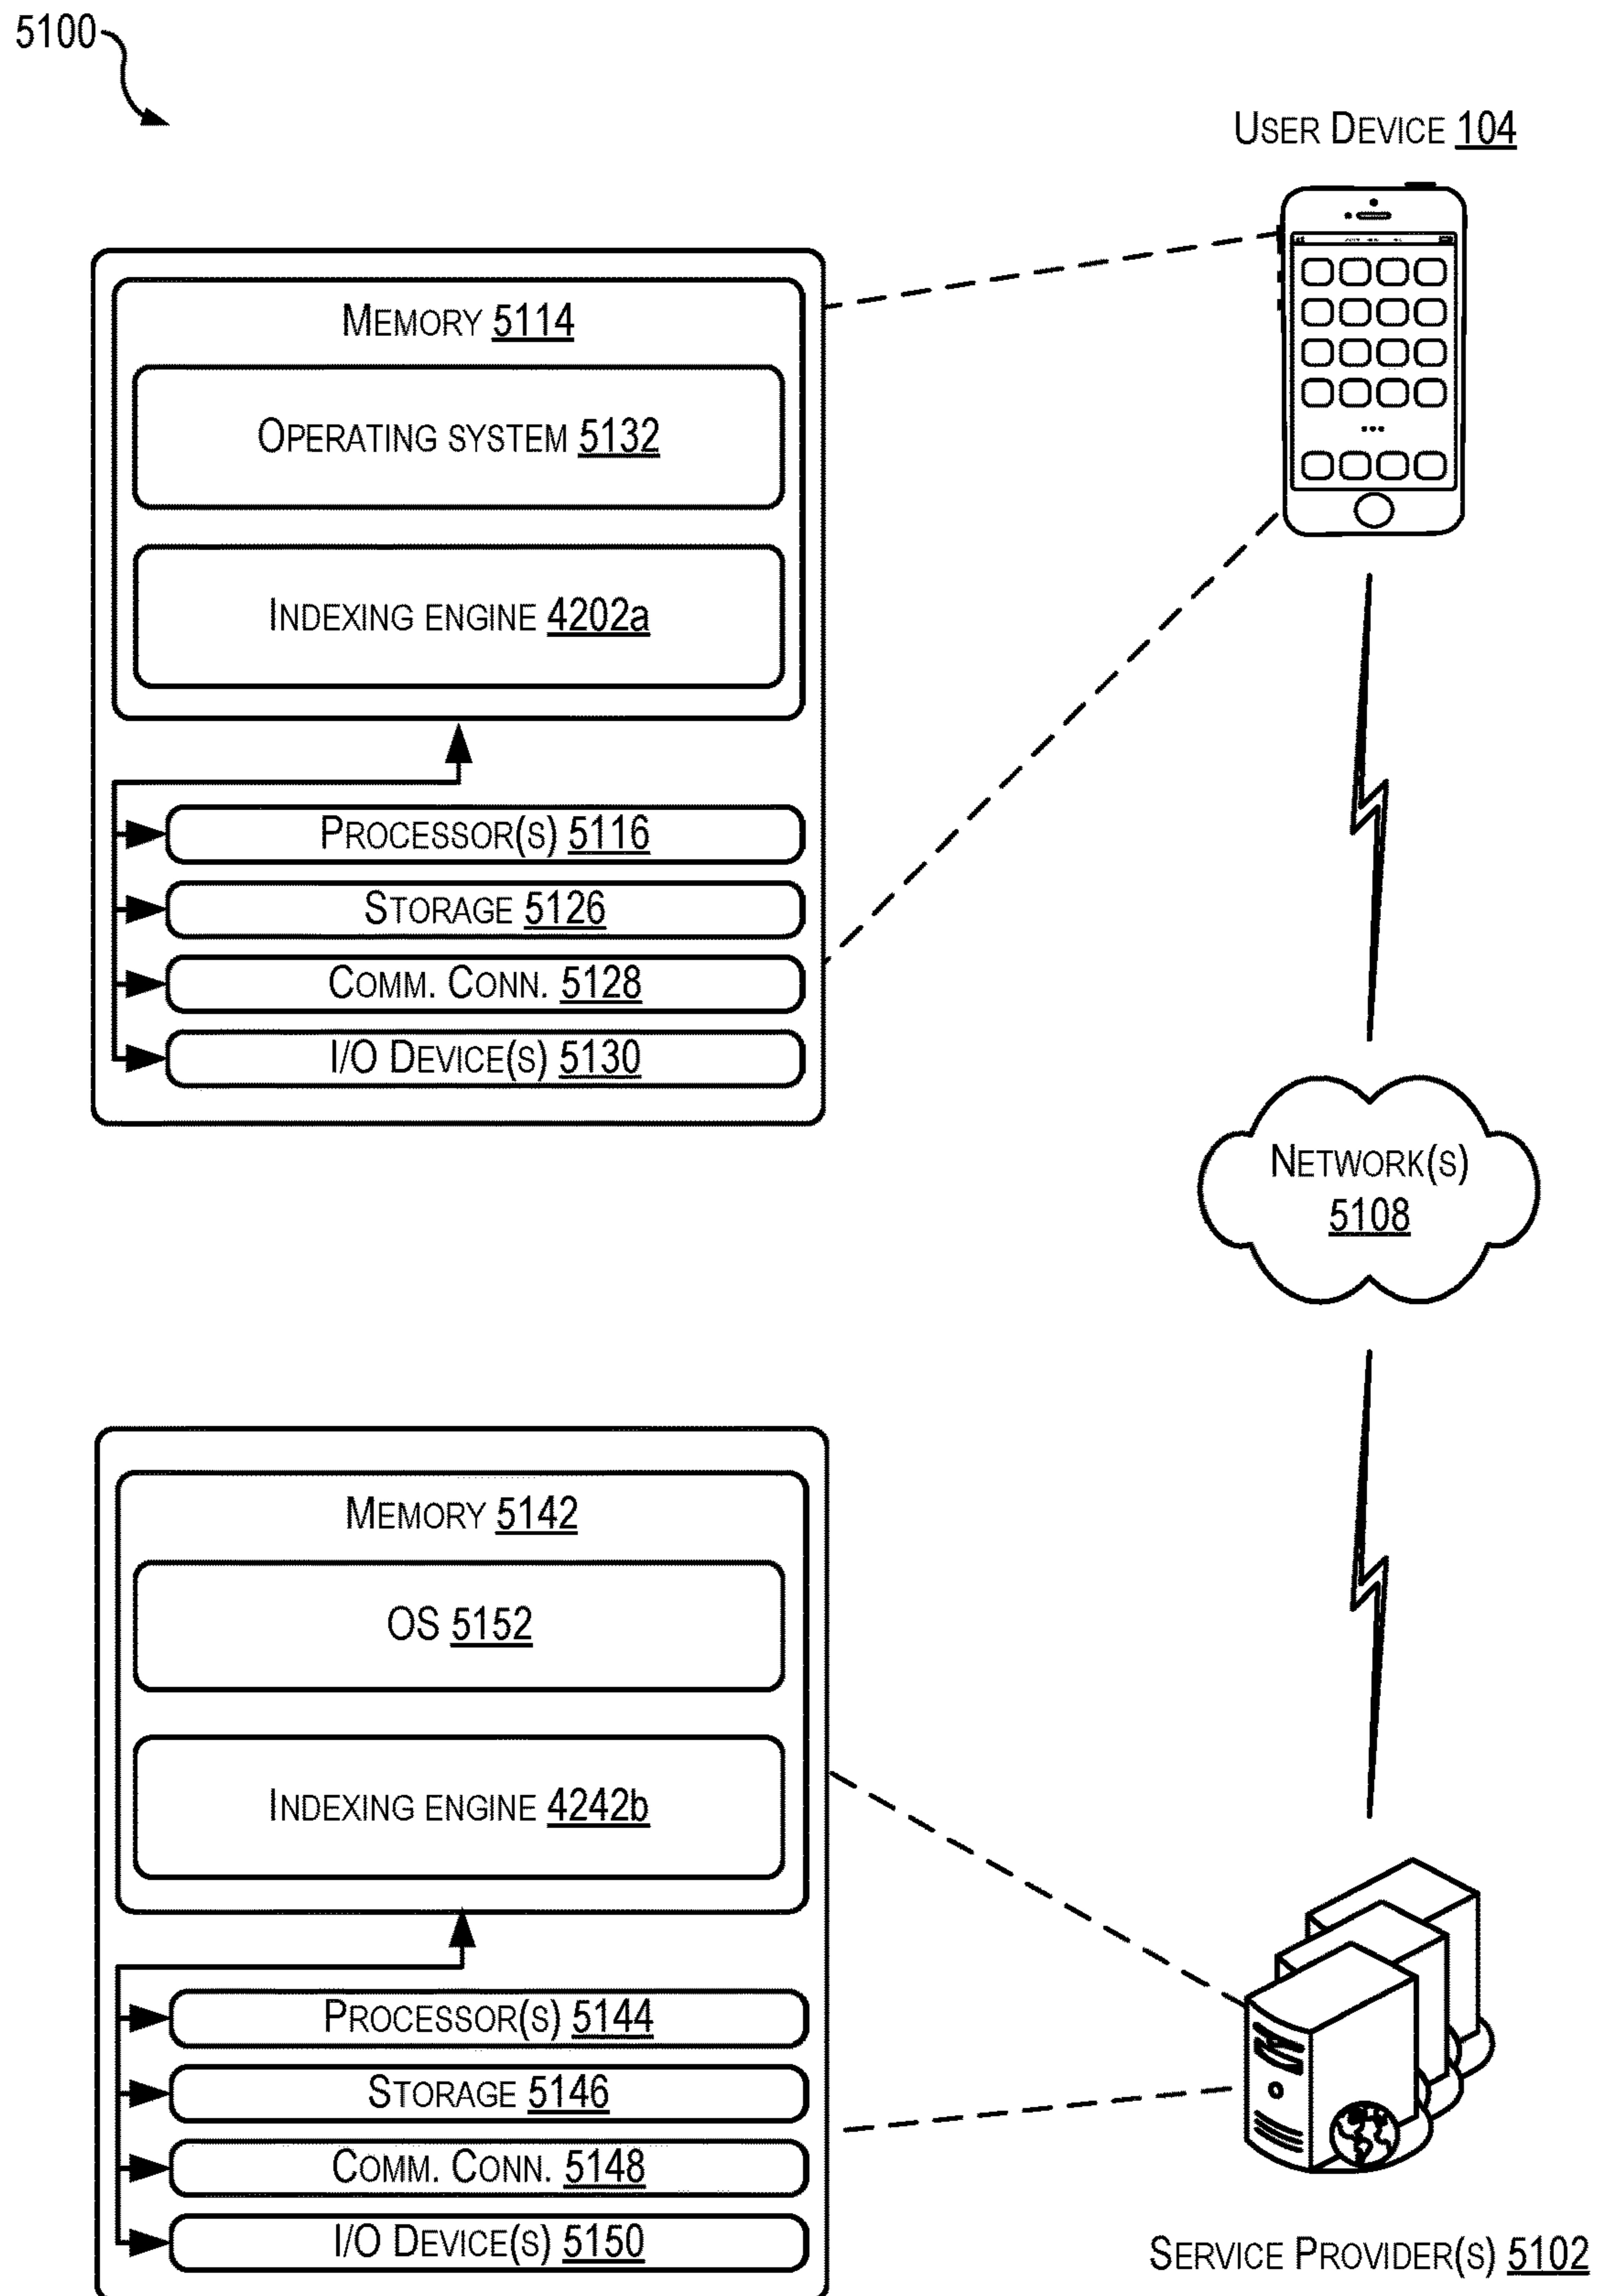 5100
USER DEVICE 104
MEMORY 5114
OPERATING SYSTEM 5132
INDEXING ENGINE 4202a
PROCESSOR(S) 5116
STORAGE 5126
COMM. CONN. 5128
I/O DEVICE(S) 5130
NETWORK(S)
5108
MEMORY 5142
OS 5152
INDEXING ENGINE 4242b
PROCESSOR(S) 5144
STORAGE 5146
COMM. CONN. 5148
I/O DEVICE(S) 5150
SERVICE PROVIDER(S) 5102